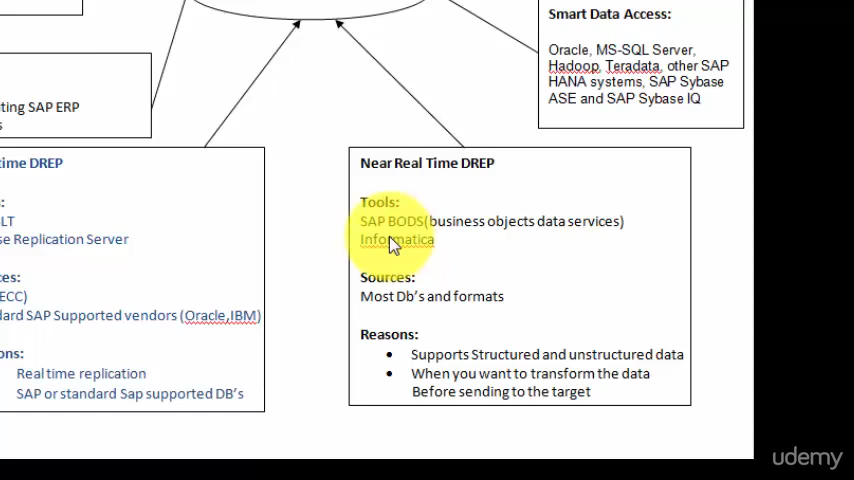 Smart Data Access:
Oracle, MS-SQL Server,
Hadoop, Teradata, other SAP
HANA systems, SAP Sybase
ASE and SAP Sybase IQ
ting SAP ERP
s
time DREP
s:
LT
se Replication Server
ces:
ECC)
dard SAP Supported vendors (Oracle,IBM)
ons:
Real time replication
SAP or standard Sap supported DB's
Near Real Time DREP
Tools:
SAP BODS(business objects data services)
Informatica
Sources:
Most Db's and formats
Reasons:
• Supports Structured and unstructured data
• When you want to transform the data
Before sending to the target
udemy